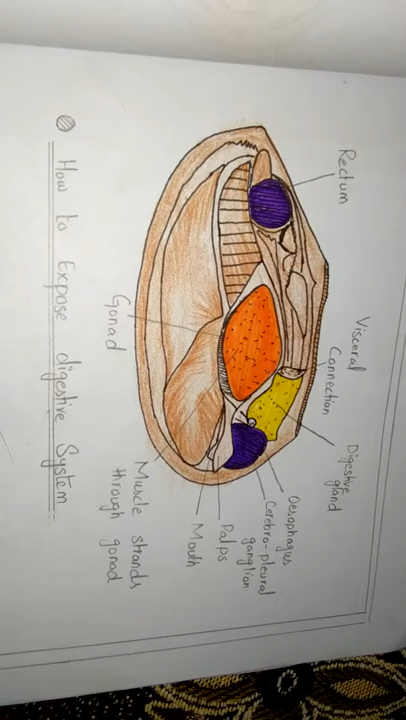 Rectum
Visceral
Connection
Digestive
gland
Oesophagus
Cerebro-pleural
ganglian
Palps
Mouth
Muscle strands
through gonad
Gonad
How to Expose digestive System